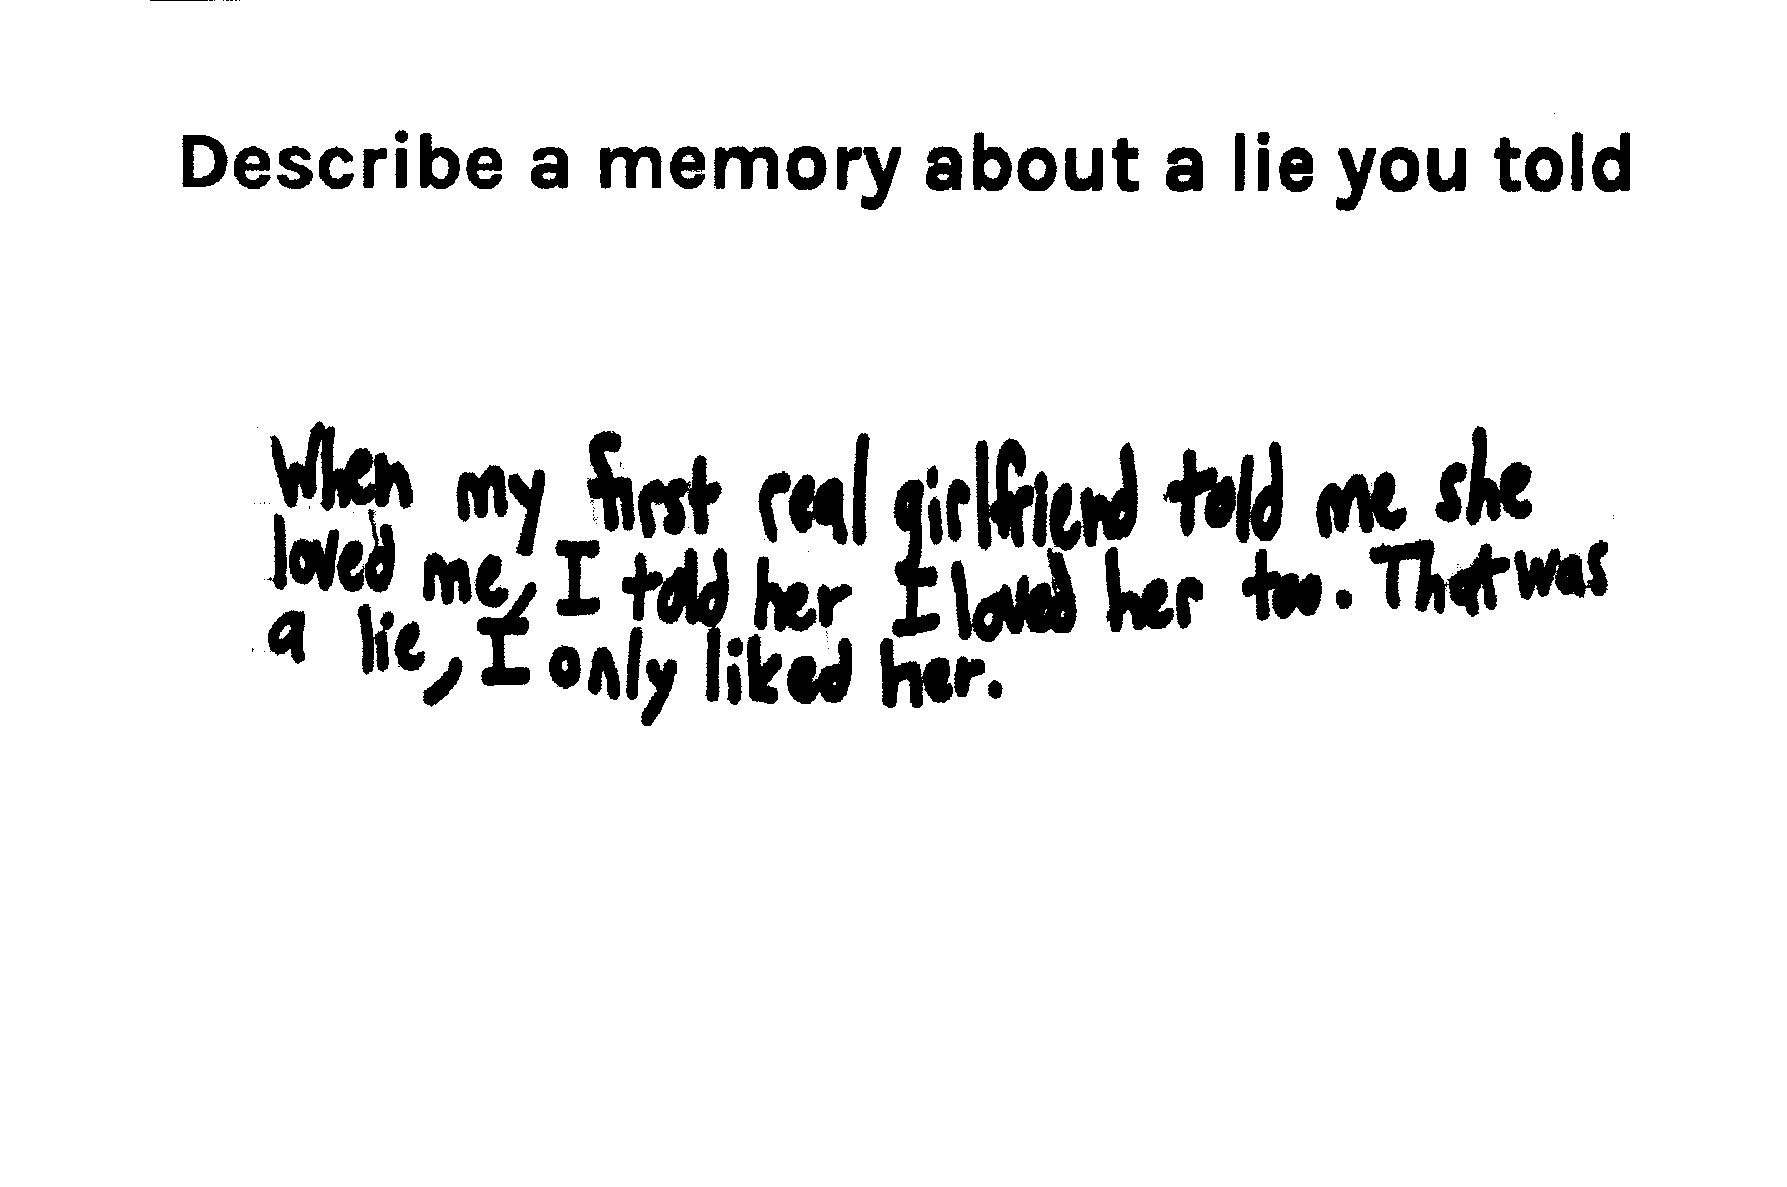 Describe a memory about a lie you told
When my first real girlfriend told me she
loved me, I told her I loved her too. That was
a lie, I only liked her.